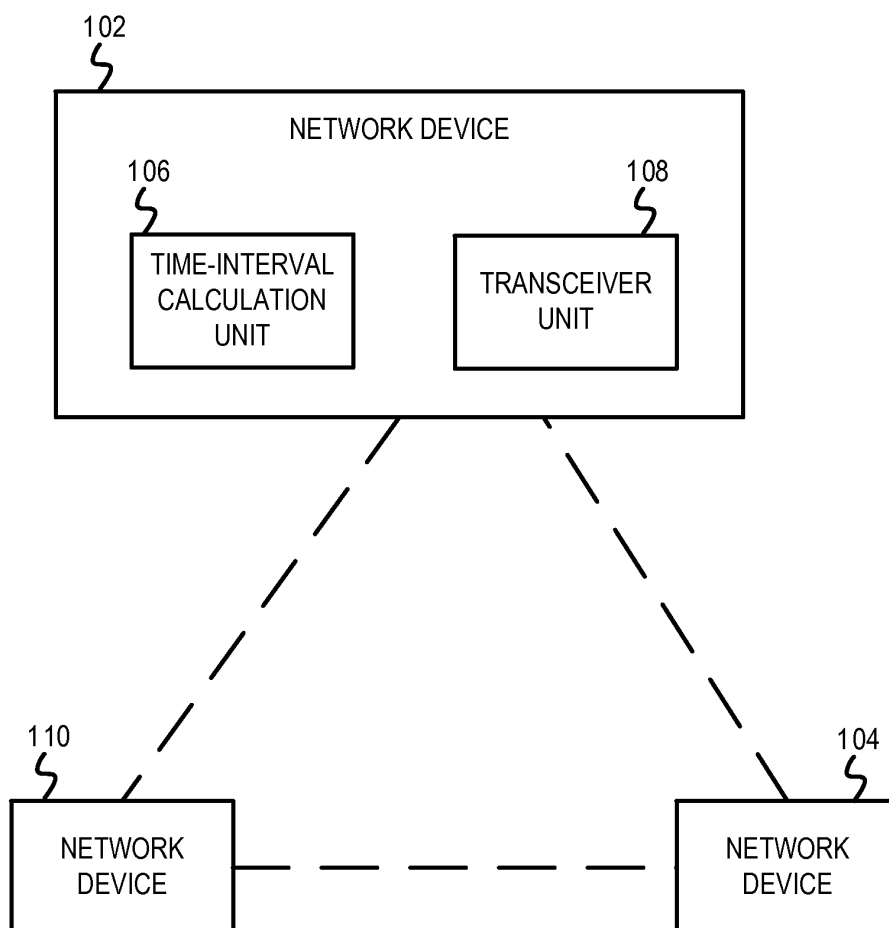 102
NETWORK DEVICE
106
108
TIME-INTERVAL
CALCULATION
UNIT
TRANSCEIVER
UNIT
110
104
NETWORK
DEVICE
NETWORK
DEVICE